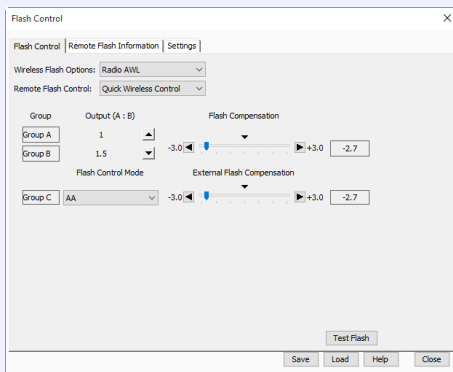 Flash Control
Flash Control Remote Flash Information Settings
Wireless Flash Options: Radio AWL
Remote Flash Control: Quick Wireless Control
Group Output (A : B) Flash Compensation
Group A 1
-3.0 +3.0 -2.7
Group B 1.5
Flash Control Mode External Flash Compensation
Group C AA -3.0 +3.0 -2.7
Test Flash
Save Load Help Close